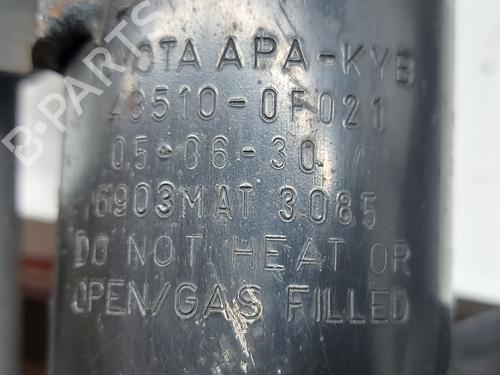 APA-KYB
48510-0F021
05-06-30
6903MAT 3085
DO NOT HEAT OR
OPEN/GAS FILLED
B-PARTS